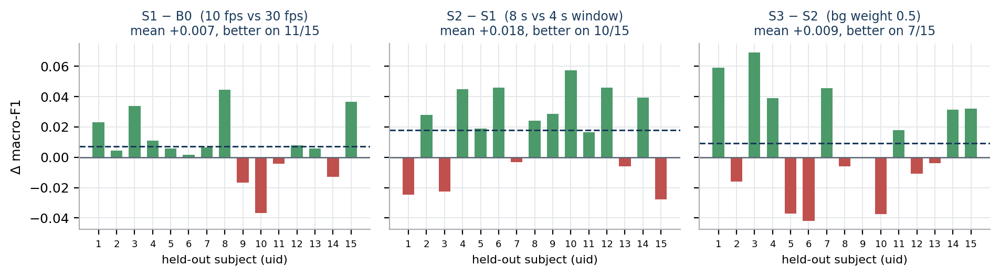 S1 − B0  (10 fps vs 30 fps)
mean +0.007, better on 11/15
S2 − S1  (8 s vs 4 s window)
mean +0.018, better on 10/15
S3 − S2  (bg weight 0.5)
mean +0.009, better on 7/15
Δ macro-F1
0.06
0.04
0.02
0.00
−0.02
−0.04
1 2 3 4 5 6 7 8 9 10 11 12 13 14 15
held-out subject (uid)
1 2 3 4 5 6 7 8 9 10 11 12 13 14 15
held-out subject (uid)
1 2 3 4 5 6 7 8 9 10 11 12 13 14 15
held-out subject (uid)